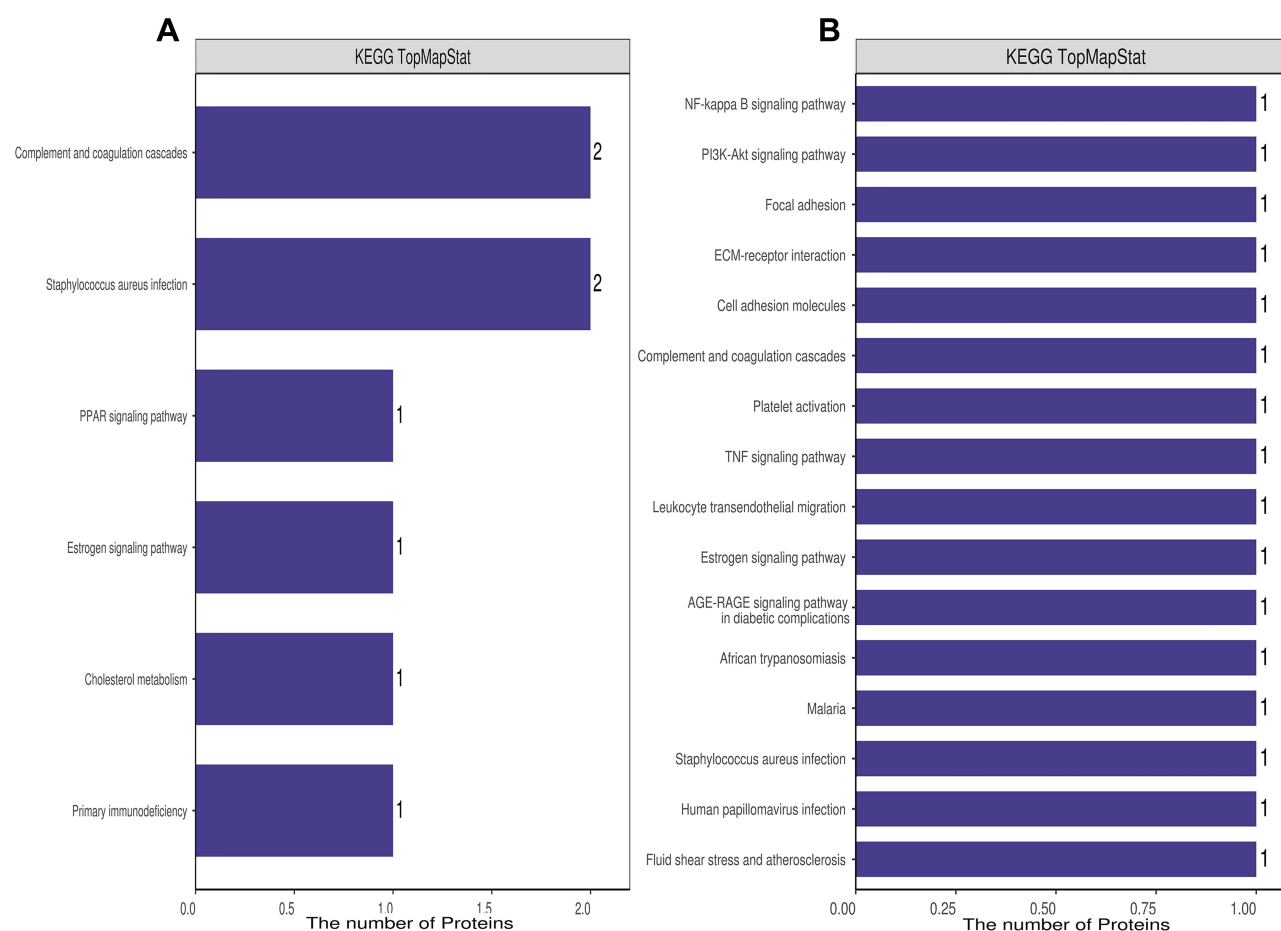 A
KEGG TopMapStat
Complement and coagulation cascades
2
Staphylococcus aureus infection
2
PPAR signaling pathway
1
Estrogen signaling pathway
1
Cholesterol metabolism
1
Primary immunodeficiency
1
0.0 0.5 1.0 1.5 2.0
The number of Proteins
B
KEGG TopMapStat
NF-kappa B signaling pathway
1
PI3K-Akt signaling pathway
1
Focal adhesion
1
ECM-receptor interaction
1
Cell adhesion molecules
1
Complement and coagulation cascades
1
Platelet activation
1
TNF signaling pathway
1
Leukocyte transendothelial migration
1
Estrogen signaling pathway
1
AGE-RAGE signaling pathway
in diabetic complications
1
African trypanosomiasis
1
Malaria
1
Staphylococcus aureus infection
1
Human papillomavirus infection
1
Fluid shear stress and atherosclerosis
1
0.00 0.25 0.50 0.75 1.00
The number of Proteins